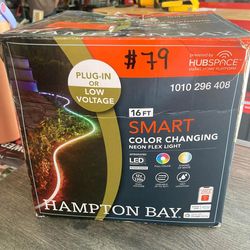 #79
powered by
HUBSPACE
PLUG-IN
OR
LOW
VOLTAGE
1010 296 408
16 FT
SMART
COLOR CHANGING
NEON FLEX LIGHT
INTEGRATED
LED
HAMPTON BAY